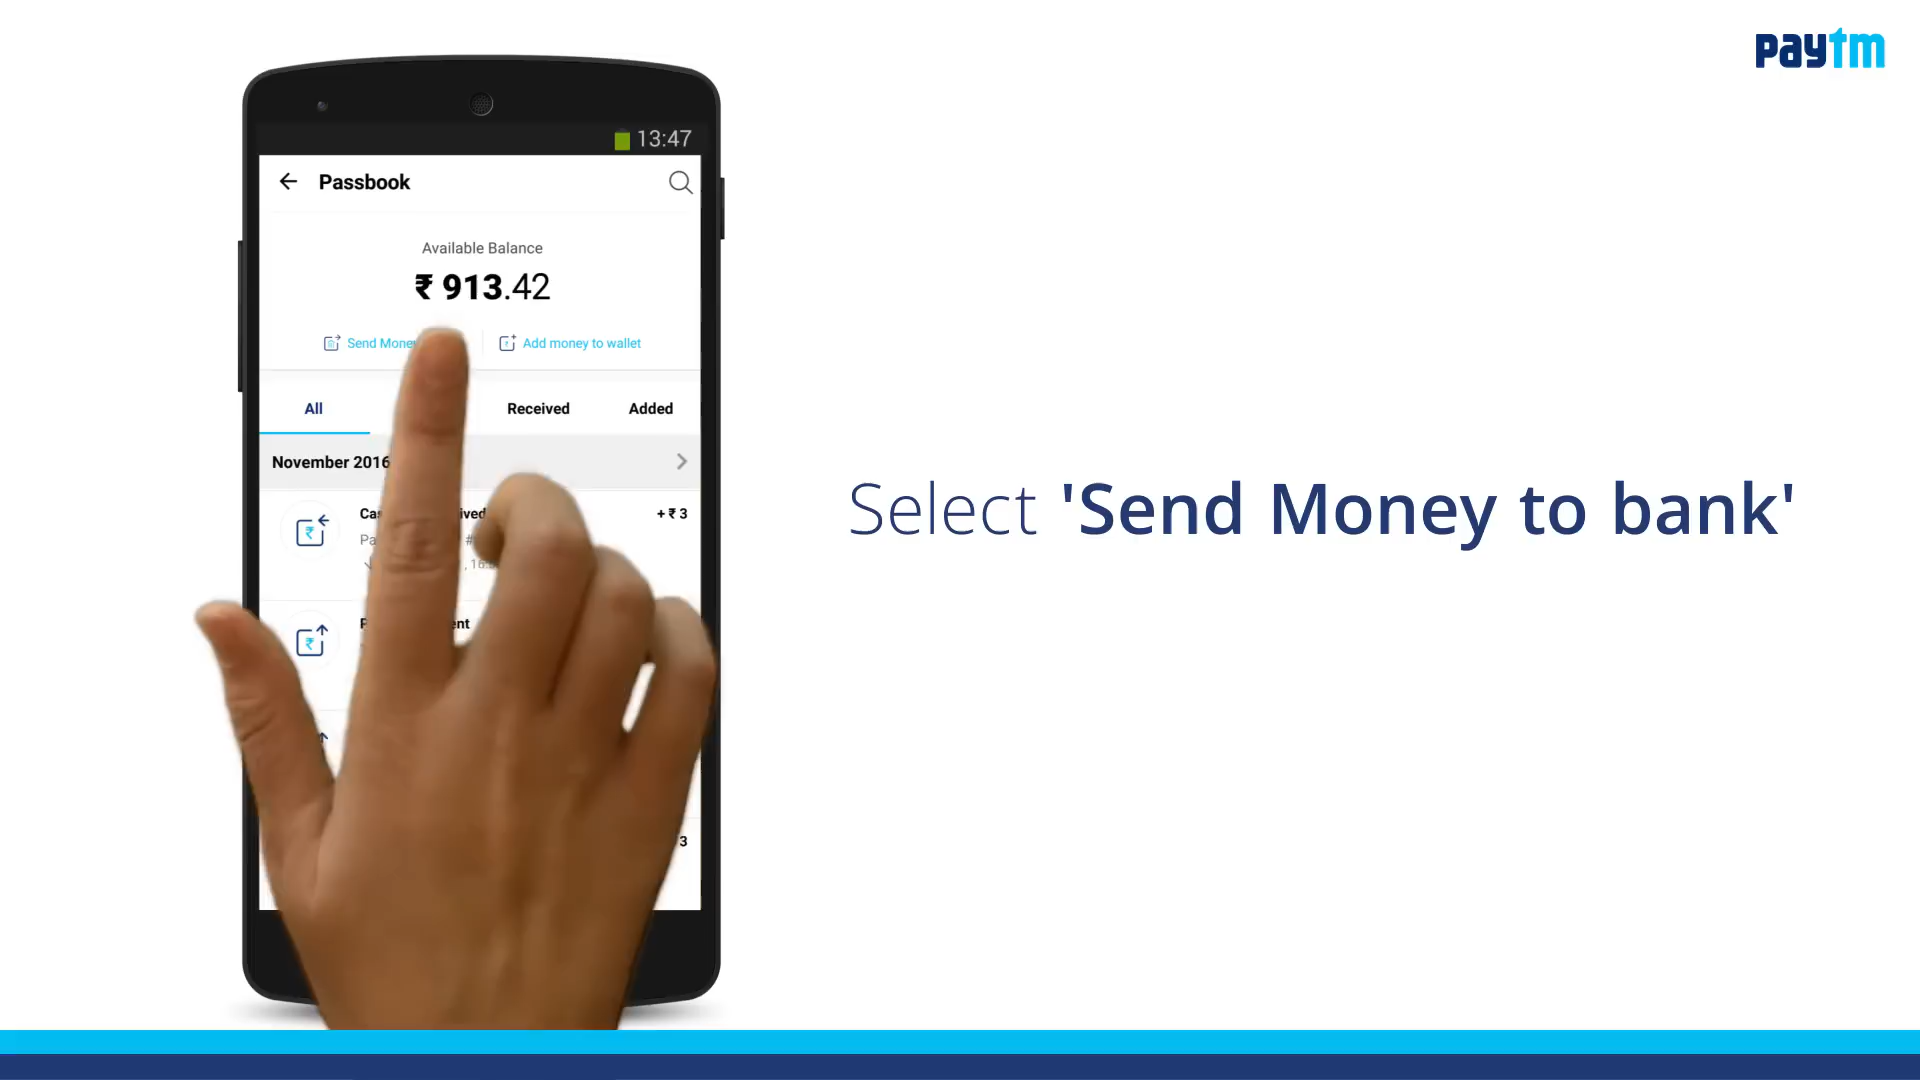 paytm
13:47
Passbook
Available Balance
₹ 913.42
Send Money
Add money to wallet
All
Received
Added
November 2016
+ ₹ 3
3
Select 'Send Money to bank'